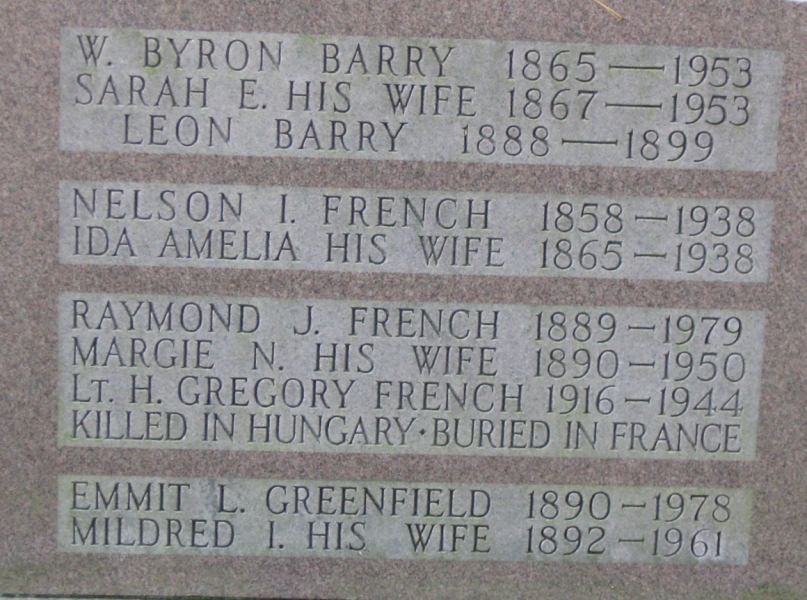 W. BYRON BARRY 1865—1953
SARAH E. HIS WIFE 1867—1953
LEON BARRY 1888—1899
NELSON I. FRENCH 1858—1938
IDA AMELIA HIS WIFE 1865—1938
RAYMOND J. FRENCH 1889—1979
MARGIE N. HIS WIFE 1890—1950
LT. H. GREGORY FRENCH 1916—1944
KILLED IN HUNGARY·BURIED IN FRANCE
EMMIT L. GREENFIELD 1890—1978
MILDRED I. HIS WIFE 1892—1961